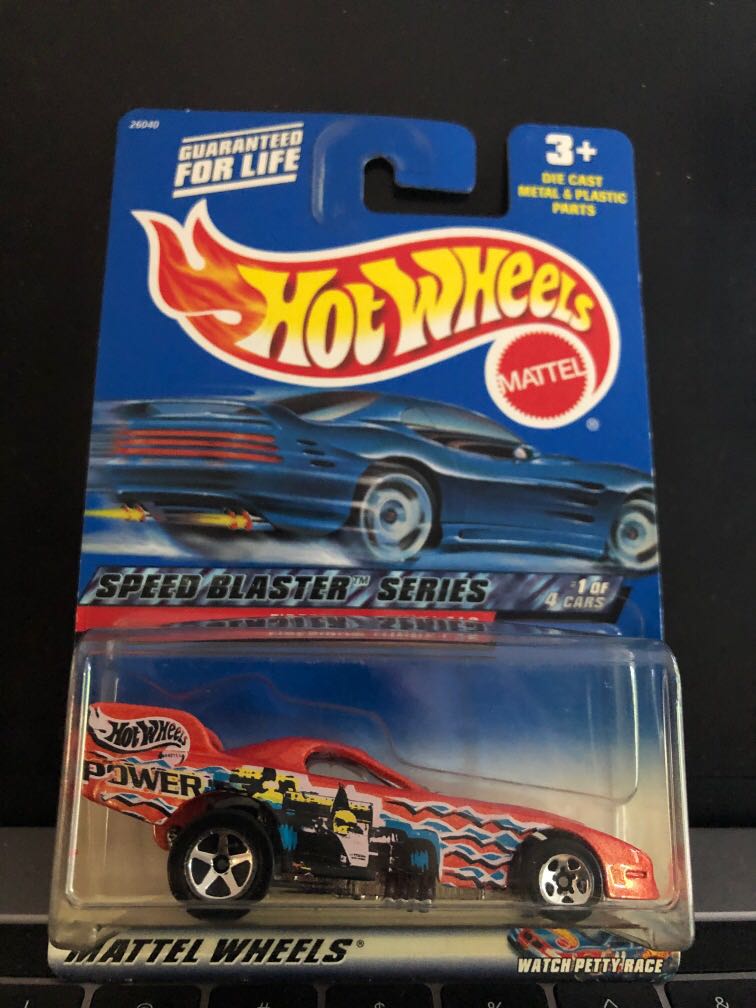 26040
GUARANTEED
FOR LIFE
3+
DIE CAST
METAL & PLASTIC
PARTS
HOT WHEELS
MATTEL
®
SPEED BLASTER™ SERIES
#1 OF
4 CARS
HOT WHEELS
POWER
MATTEL WHEELS®
WATCH PETTY RACE